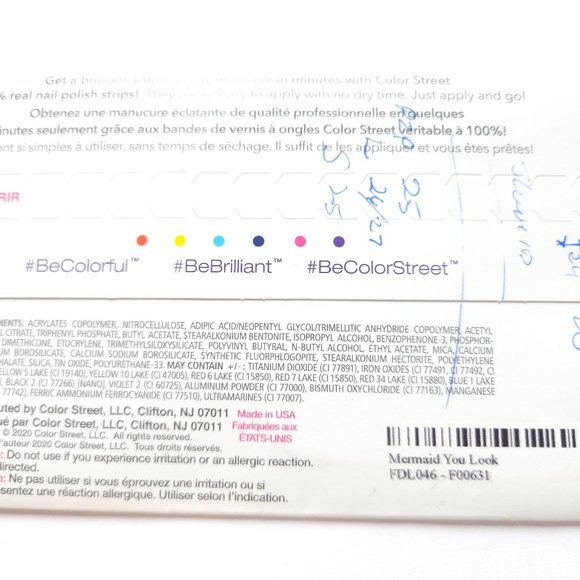 Get a brilliant salon quality manicure in minutes with Color Street
% real nail polish strips! They are so easy to apply with no dry time. Just apply and go!
Obtenez une manucure éclatante de qualité professionnelle en quelques
minutes seulement grâce aux bandes de vernis à ongles Color Street véritable à 100%!
ont si simples à utiliser, sans temps de séchage. Il suffit de les appliquer et vous êtes prêtes!
RIR
25
24/27
S 25
#BeColorful™ #BeBrilliant™ #BeColorStreet™
DIENTS: ACRYLATES COPOLYMER, NITROCELLULOSE, ADIPIC ACID/NEOPENTYL GLYCOL/TRIMELLITIC ANHYDRIDE COPOLYMER, ACETYL
YL CITRATE, TRIPHENYL PHOSPHATE, BUTYL ACETATE, STEARALKONIUM BENTONITE, ISOPROPYL ALCOHOL, BENZOPHENONE-3, PHOSPHOR-
DIMETHICONE, ETOCRYLENE, TRIMETHYLSILOXYSILICATE, POLYVINYL BUTYRAL, N-BUTYL ALCOHOL, ETHYL ACETATE, MICA, CALCIUM
M BOROSILICATE, CALCIUM SODIUM BOROSILICATE, SYNTHETIC FLUORPHLOGOPITE, STEARALKONIUM HECTORITE, POLYETHYLENE
HALATE, SILICA, TIN OXIDE, POLYURETHANE-33. MAY CONTAIN +/- : TITANIUM DIOXIDE (CI 77891), IRON OXIDES (CI 77491, CI 77492, CI
YELLOW 5 LAKE (CI 19140), YELLOW 10 LAKE (CI 47005), RED 6 LAKE (CI 15850), RED 7 LAKE (CI 15850), RED 34 LAKE (CI 15880), BLUE 1 LAKE
), BLACK 2 (CI 77266) [NANO], VIOLET 2 (CI 60725), ALUMINUM POWDER (CI 77000), BISMUTH OXYCHLORIDE (CI 77163), MANGANESE
77742), FERRIC AMMONIUM FERROCYANIDE (CI 77510), ULTRAMARINES (CI 77007).
buted by Color Street, LLC, Clifton, NJ 07011 Made in USA
ué par Color Street, LLC, Clifton, NJ 07011 Fabriquées aux
© 2020 Color Street, LLC. All rights reserved. ÉTATS-UNIS
d'auteur 2020 Color Street, LLC. Tous droits réservés.
n: Do not use if you experience irritation or an allergic reaction.
directed.
on: Ne pas utiliser si vous éprouvez une irritation ou si
ésentez une réaction allergique. Utiliser selon l'indication.
Mermaid You Look
FDL046 - F00631